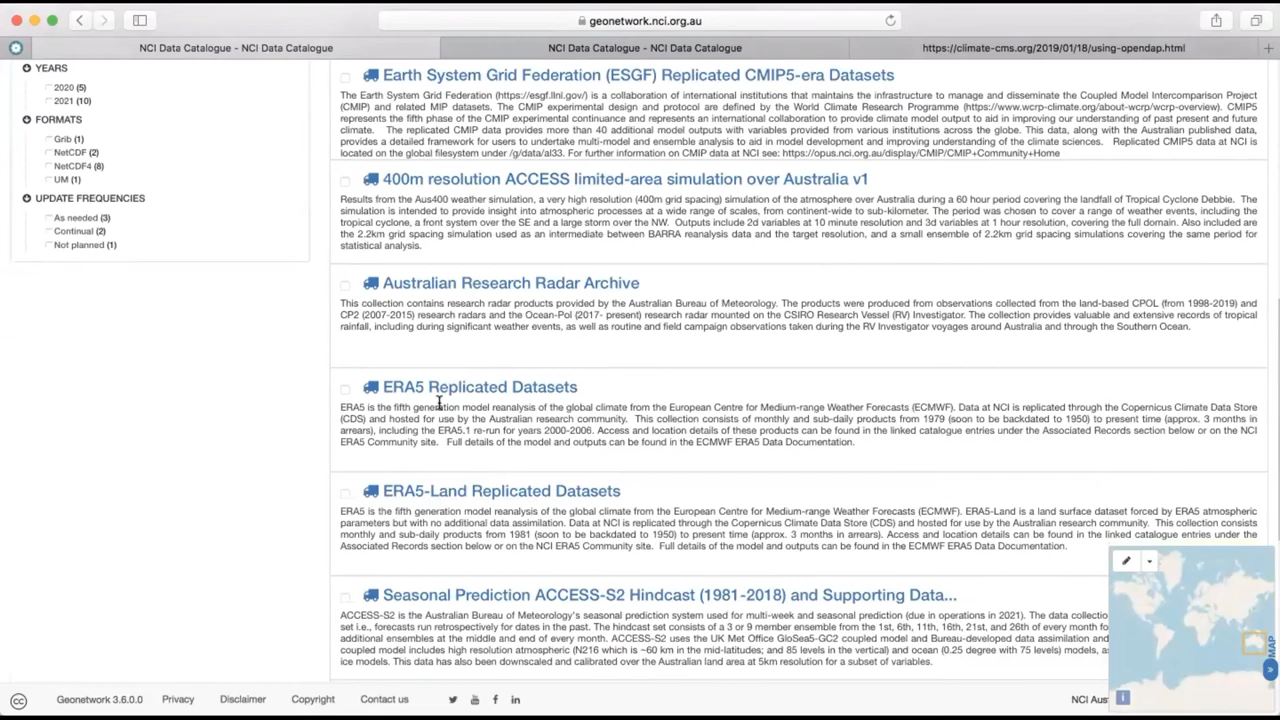 geonetwork.nci.org.au
NCI Data Catalogue - NCI Data Catalogue
NCI Data Catalogue - NCI Data Catalogue
https://climate-cms.org/2019/01/18/using-opendap.html
YEARS
2020 (5)
2021 (10)
FORMATS
Grib (1)
NetCDF (2)
NetCDF4 (8)
UM (1)
UPDATE FREQUENCIES
As needed (3)
Continual (2)
Not planned (1)
Earth System Grid Federation (ESGF) Replicated CMIP5-era Datasets
The Earth System Grid Federation (https://esgf.llnl.gov/) is a collaboration of international institutions that maintains the infrastructure to manage and disseminate the Coupled Model Intercomparison Project
(CMIP) and related MIP datasets. The CMIP experimental design and protocol are defined by the World Climate Research Programme (https://www.wcrp-climate.org/about-wcrp/wcrp-overview). CMIP5
represents the fifth phase of the CMIP experimental continuance and represents an international collaboration to provide climate model output to aid in improving our understanding of past present and future
climate. The replicated CMIP data provides more than 40 additional model outputs with variables provided from various institutions across the globe. This data, along with the Australian published data,
provides a detailed framework for users to undertake multi-model and ensemble analysis to aid in model development and improving understanding of the climate sciences. Replicated CMIP5 data at NCI is
located on the global filesystem under /g/data/al33. For further information on CMIP data at NCI see: https://opus.nci.org.au/display/CMIP/CMIP+Community+Home
400m resolution ACCESS limited-area simulation over Australia v1
Results from the Aus400 weather simulation, a very high resolution (400m grid spacing) simulation of the atmosphere over Australia during a 60 hour period covering the landfall of Tropical Cyclone Debbie. The
simulation is intended to provide insight into atmospheric processes at a wide range of scales, from continent-wide to sub-kilometer. The period was chosen to cover a range of weather events, including the
tropical cyclone, a front system over the SE and a large storm over the NW. Outputs include 2d variables at 10 minute resolution and 3d variables at 1 hour resolution, covering the full domain. Also included are
the 2.2km grid spacing simulation used as an intermediate between BARRA reanalysis data and the target resolution, and a small ensemble of 2.2km grid spacing simulations covering the same period for
statistical analysis.
Australian Research Radar Archive
This collection contains research radar products provided by the Australian Bureau of Meteorology. The products were produced from observations collected from the land-based CPOL (from 1998-2019) and
CP2 (2007-2015) research radars and the Ocean-Pol (2017- present) research radar mounted on the CSIRO Research Vessel (RV) Investigator. The collection provides valuable and extensive records of tropical
rainfall, including during significant weather events, as well as routine and field campaign observations taken during the RV Investigator voyages around Australia and through the Southern Ocean.
ERA5 Replicated Datasets
ERA5 is the fifth generation model reanalysis of the global climate from the European Centre for Medium-range Weather Forecasts (ECMWF). Data at NCI is replicated through the Copernicus Climate Data Store
(CDS) and hosted for use by the Australian research community. This collection consists of monthly and sub-daily products from 1979 (soon to be backdated to 1950) to present time (approx. 3 months in
arrears), including the ERA5.1 re-run for years 2000-2006. Access and location details of these products can be found in the linked catalogue entries under the Associated Records section below or on the NCI
ERA5 Community site. Full details of the model and outputs can be found in the ECMWF ERA5 Data Documentation.
ERA5-Land Replicated Datasets
ERA5 is the fifth generation model reanalysis of the global climate from the European Centre for Medium-range Weather Forecasts (ECMWF). ERA5-Land is a land surface dataset forced by ERA5 atmospheric
parameters but with no additional data assimilation. Data at NCI is replicated through the Copernicus Climate Data Store (CDS) and hosted for use by the Australian research community. This collection consists
monthly and sub-daily products from 1981 (soon to be backdated to 1950) to present time (approx. 3 months in arrears). Access and location details can be found in the linked catalogue entries under the
Associated Records section below or on the NCI ERA5 Community site. Full details of the model and outputs can be found in the ECMWF ERA5 Data Documentation.
Seasonal Prediction ACCESS-S2 Hindcast (1981-2018) and Supporting Data...
ACCESS-S2 is the Australian Bureau of Meteorology's seasonal prediction system used for multi-week and seasonal prediction (due in operations in 2021). The data collectio
set i.e., forecasts run retrospectively for dates in the past. The hindcast consists of a 3 or 9 member ensemble from the 1st, 6th, 11th, 16th, 21st, and 26th of every month fo
additional ensembles at the middle and end of every month. ACCESS-S2 uses the UK Met Office GloSea5-GC2 coupled model and Bureau-developed data assimilation and
coupled model includes high resolution atmospheric (N216 which is ~60 km in the mid-latitudes; and 85 levels in the vertical) and ocean (0.25 degree with 75 levels) models, as
ice models. This data has also been downscaled and calibrated over the Australian land area at 5km resolution for a subset of variables.
MAP
Geonetwork 3.6.0.0
Privacy
Disclaimer
Copyright
Contact us
NCI Aus